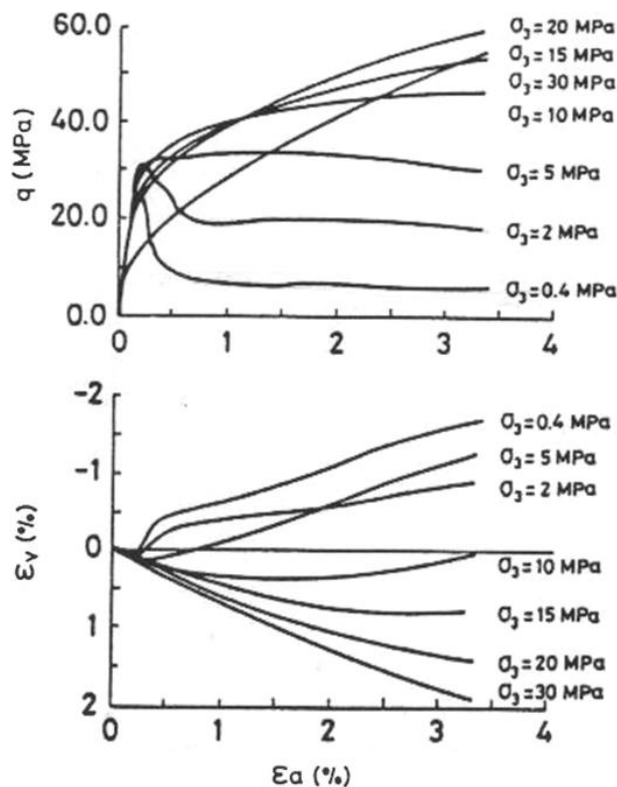 60.0
40.0
20.0
0.0
q (MPa)
σ₃= 20 MPa
σ₃= 15 MPa
σ₃= 30 MPa
σ₃= 10 MPa
σ₃= 5 MPa
σ₃= 2 MPa
σ₃= 0.4 MPa
0 1 2 3 4
-2
-1
0
1
2
εv (%)
σ₃= 0.4 MPa
σ₃= 5 MPa
σ₃= 2 MPa
σ₃= 10 MPa
σ₃= 15 MPa
σ₃= 20 MPa
σ₃= 30 MPa
0 1 2 3 4
εa (%)